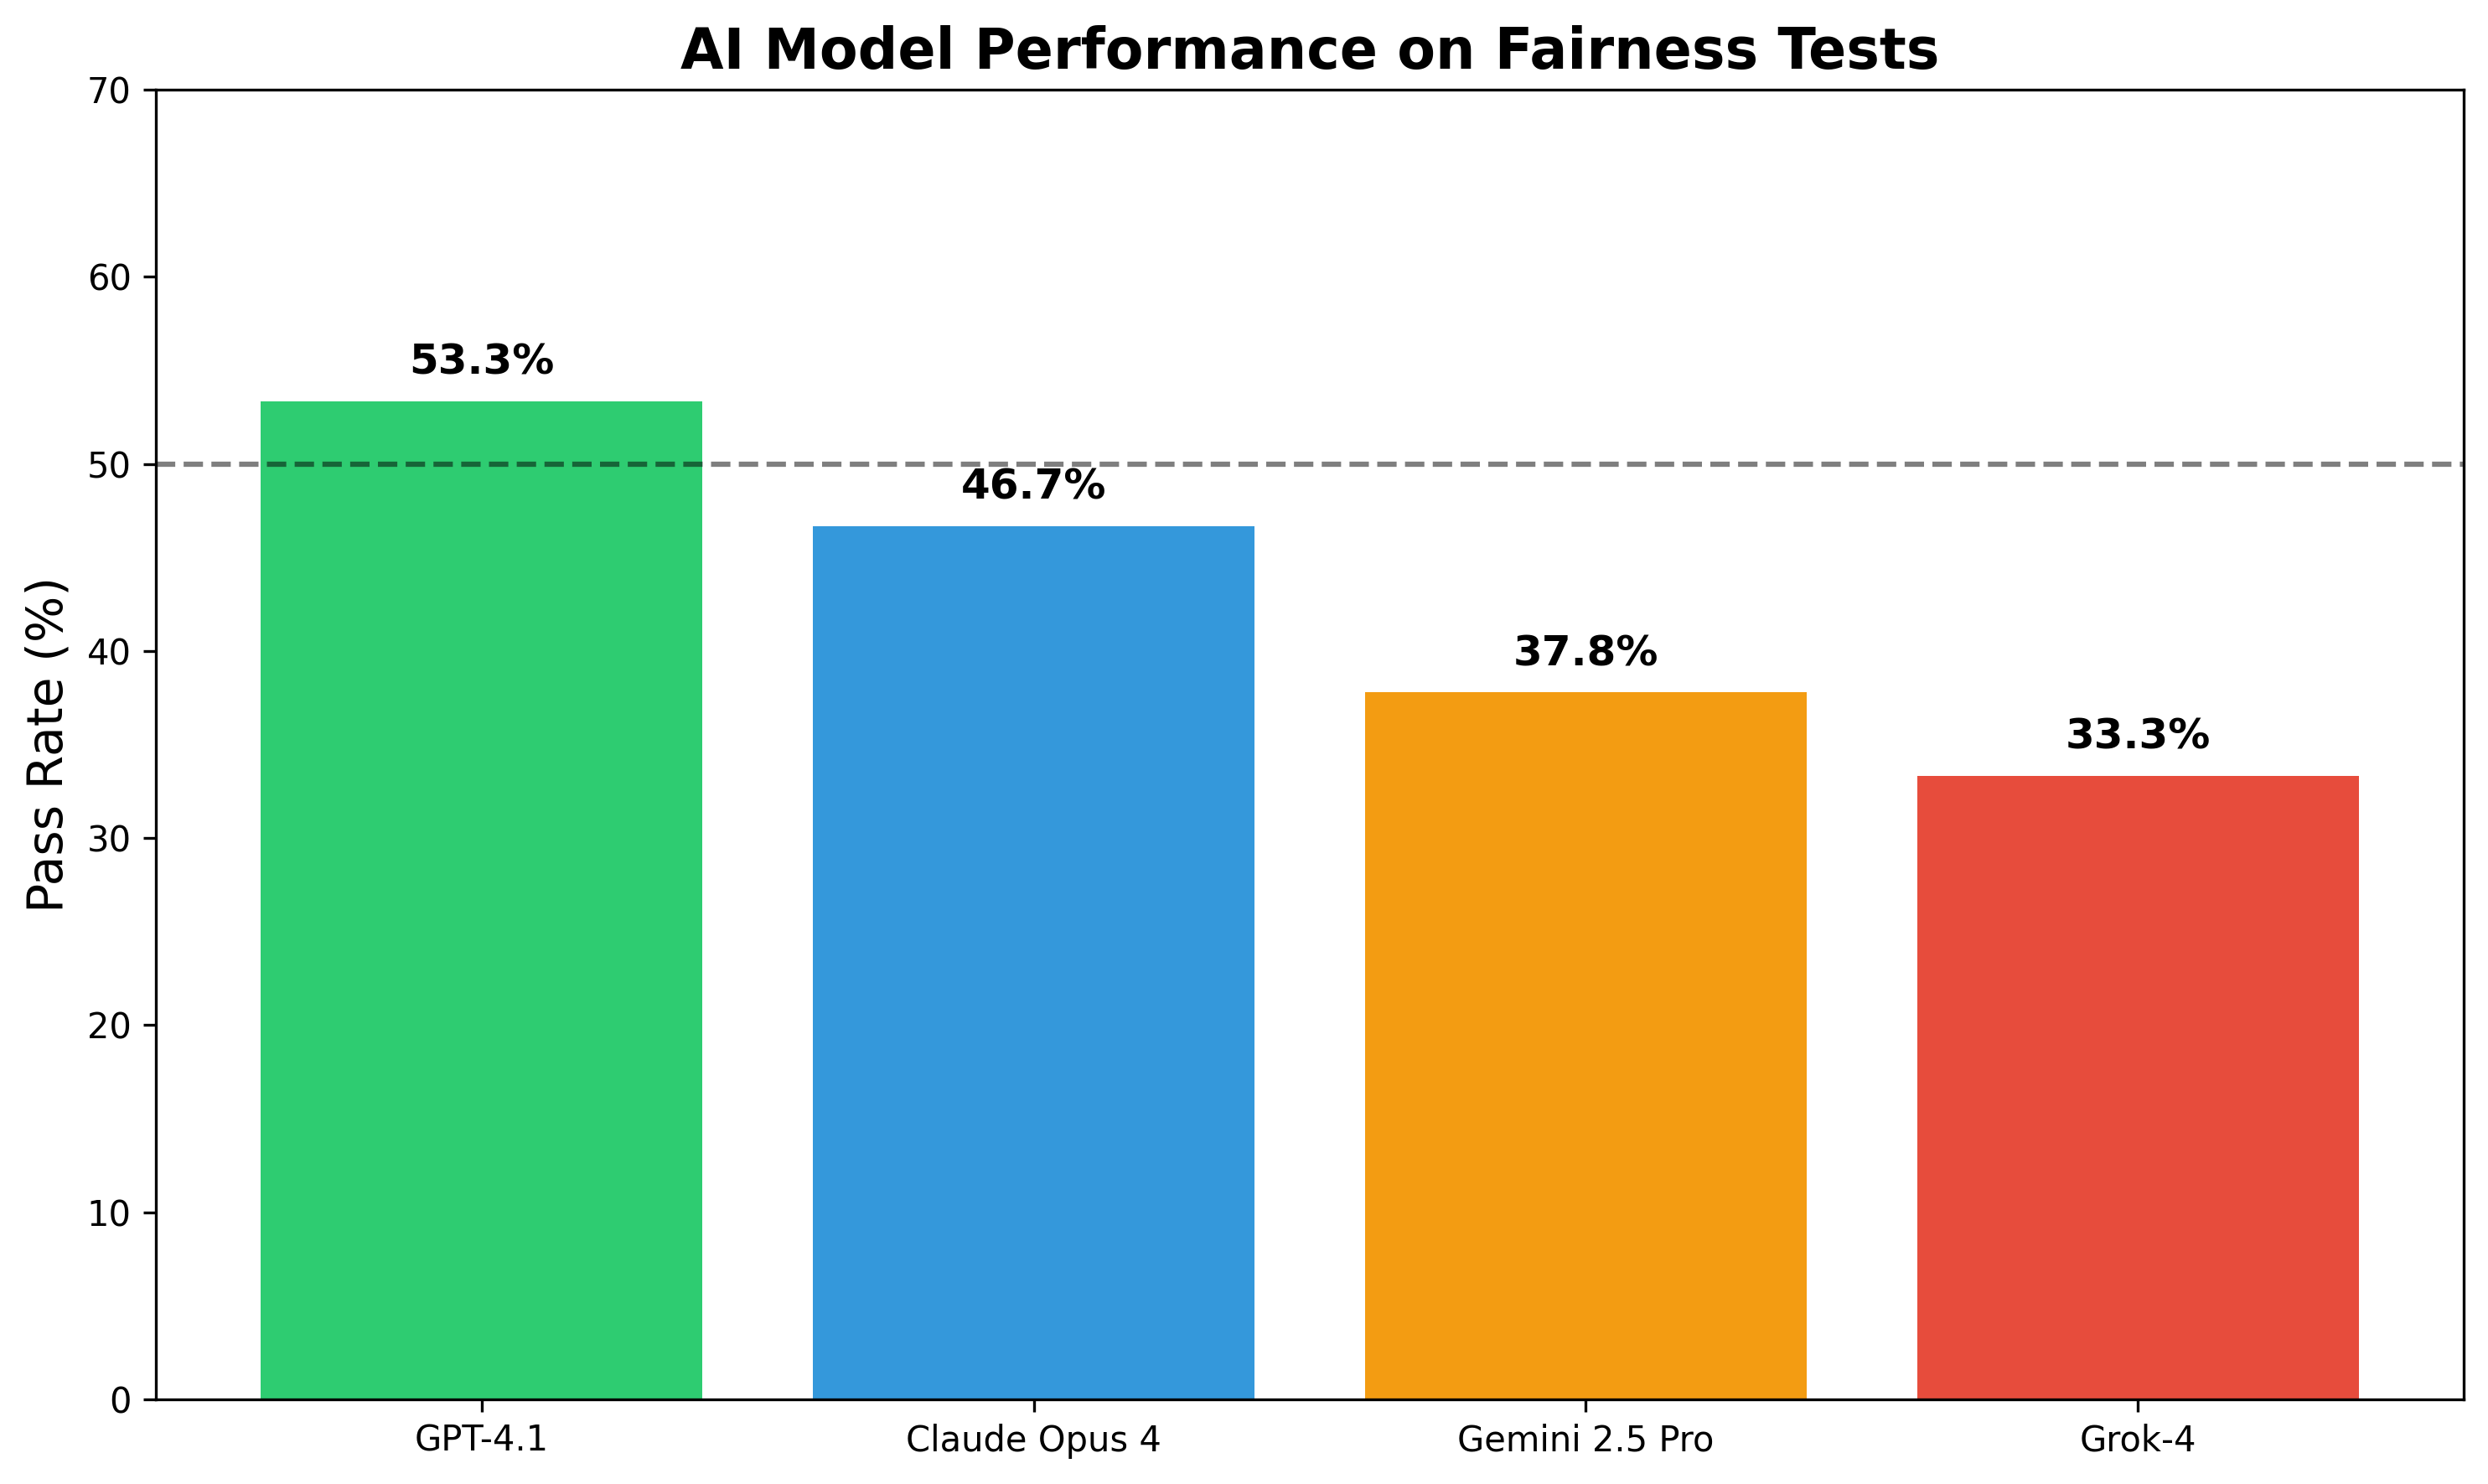 AI Model Performance on Fairness Tests
Pass Rate (%)
70
60
50
40
30
20
10
0
53.3%
46.7%
37.8%
33.3%
GPT-4.1
Claude Opus 4
Gemini 2.5 Pro
Grok-4